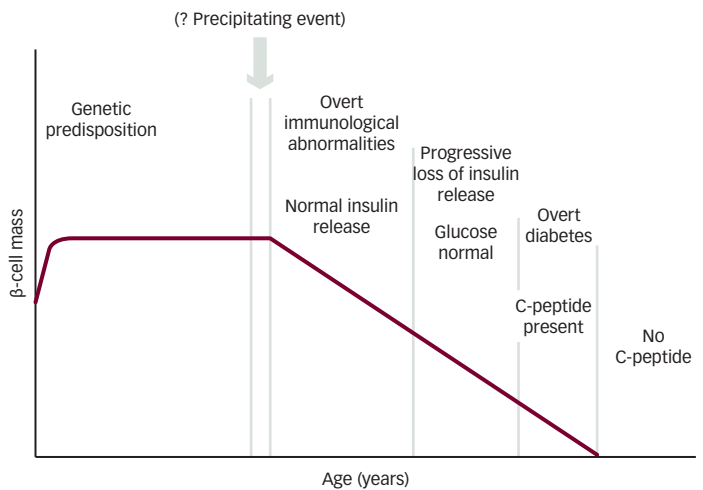 (? Precipitating event)
Genetic
predisposition
Overt
immunological
abnormalities
Normal insulin
release
Progressive
loss of insulin
release
Glucose
normal
Overt
diabetes
C-peptide
present
No
C-peptide
β-cell mass
Age (years)